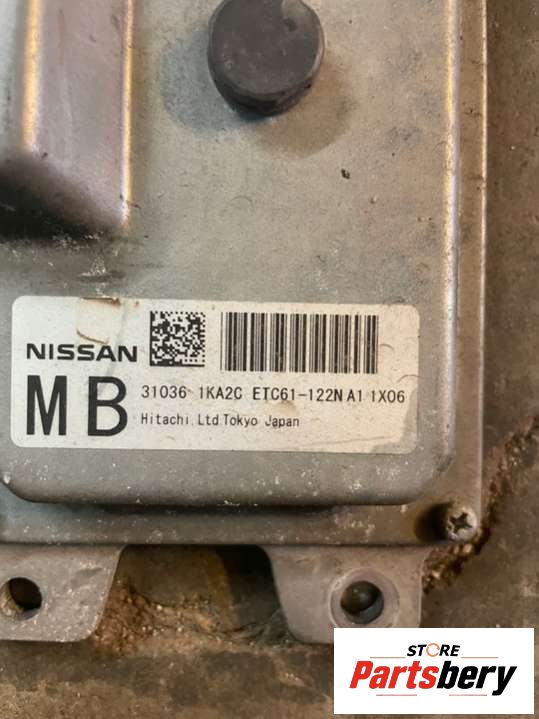 NISSAN
MB 31036 1KA2C ETC61-122N A1 1X06
Hitachi, Ltd. Tokyo Japan
STORE
Partsbery